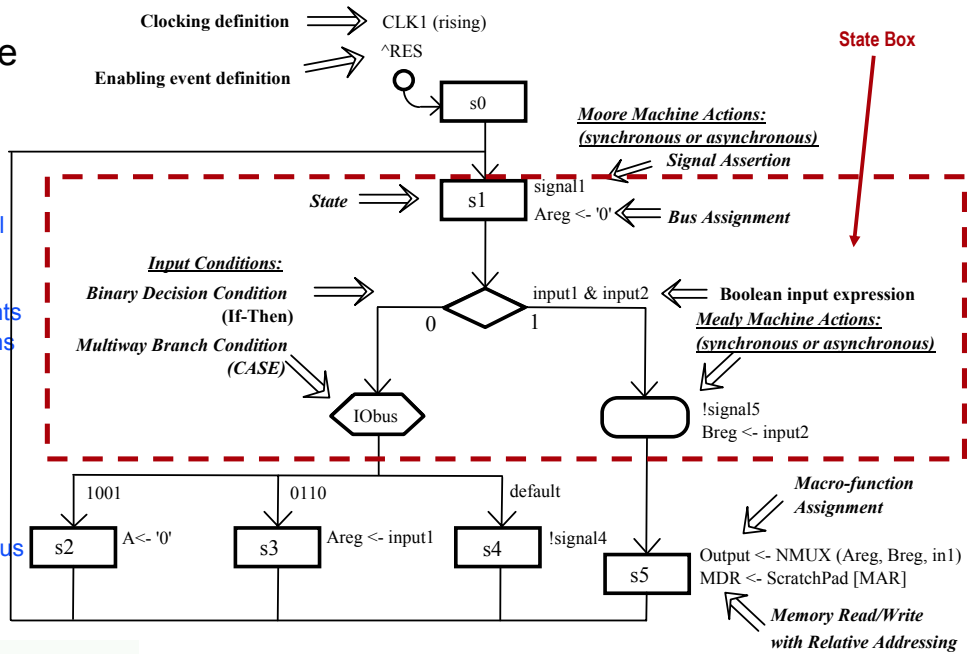 Clocking definition
CLK1 (rising)
e
^RES
State Box
Enabling event definition
s0
Moore Machine Actions:
(synchronous or asynchronous)
Signal Assertion
State
s1
signal1
Areg <- '0'
Bus Assignment
l
Input Conditions:
Binary Decision Condition
(If-Then)
input1 & input2
Boolean input expression
0
1
ts
s
Mealy Machine Actions:
(synchronous or asynchronous)
Multiway Branch Condition
(CASE)
IObus
!signal5
Breg <- input2
1001
0110
default
Macro-function
Assignment
us
s2
A<- '0'
s3
Areg <- input1
s4
!signal4
s5
Output <- NMUX (Areg, Breg, in1)
MDR <- ScratchPad [MAR]
Memory Read/Write
with Relative Addressing